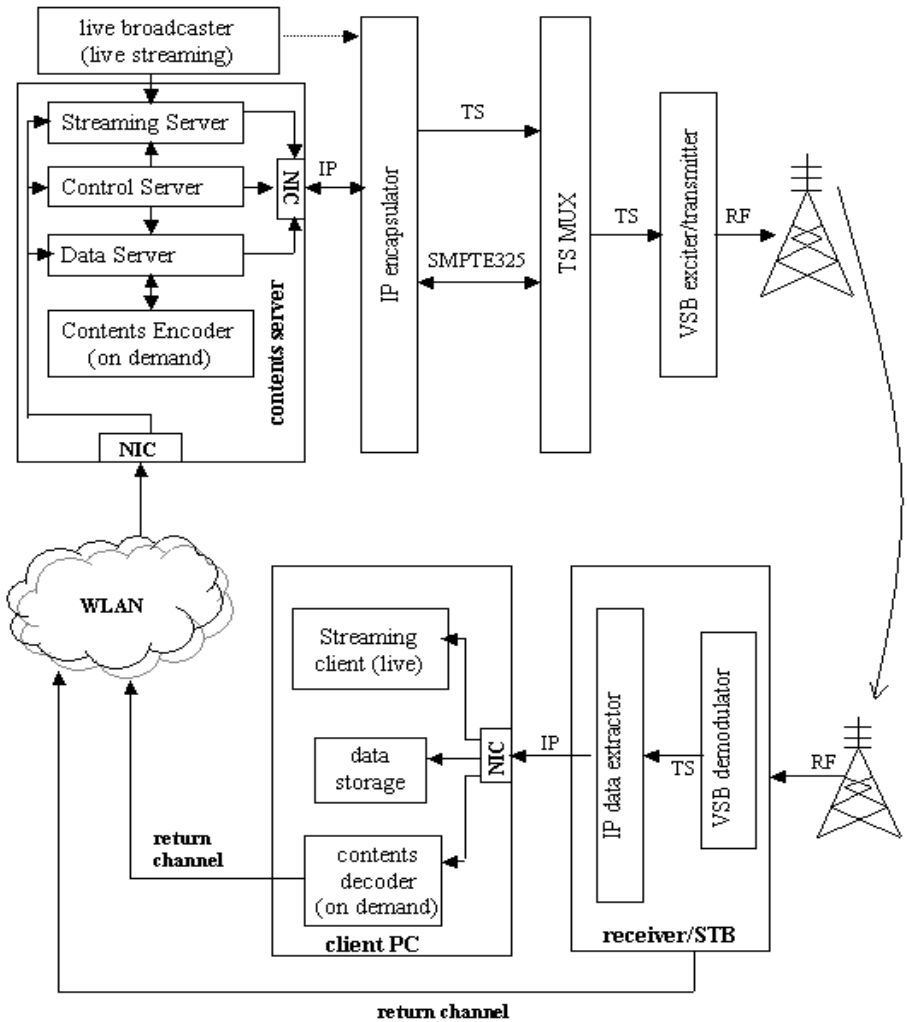 live broadcaster
(live streaming)
Streaming Server
Control Server
Data Server
Contents Encoder
(on demand)
NIC
contents server
NIC
IP
IP encapsulator
TS
SMPTE325
TS MUX
TS
VSB exciter/transmitter
RF
WLAN
Streaming
client (live)
data
storage
contents
decoder
(on demand)
client PC
NIC
IP
IP data extractor
TS
VSB demodulator
receiver/STB
RF
return
channel
return channel